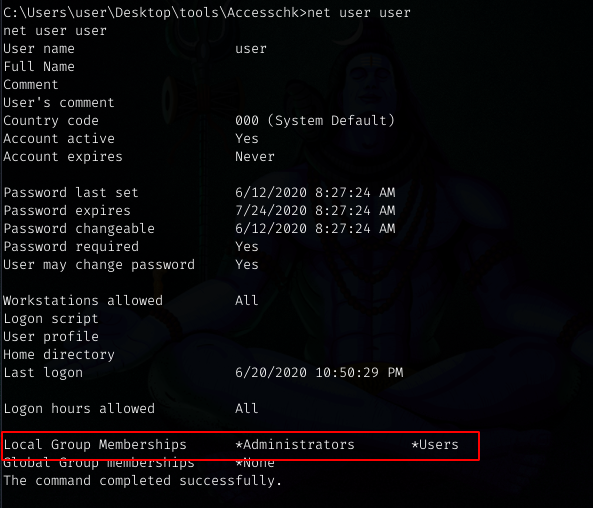 C:\Users\user\Desktop\tools\Accesschk>net user user
net user user
User name                    user
Full Name
Comment
User's comment
Country code                 000 (System Default)
Account active               Yes
Account expires              Never

Password last set            6/12/2020 8:27:24 AM
Password expires             7/24/2020 8:27:24 AM
Password changeable          6/12/2020 8:27:24 AM
Password required            Yes
User may change password     Yes

Workstations allowed         All
Logon script
User profile
Home directory
Last logon                   6/20/2020 10:50:29 PM

Logon hours allowed          All

Local Group Memberships      *Administrators       *Users
Global Group memberships     *None
The command completed successfully.